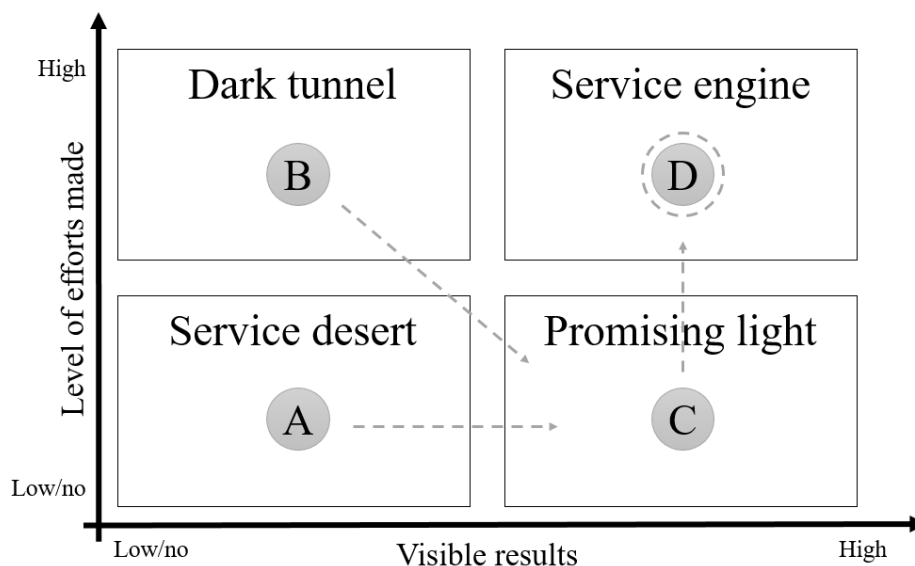 High
Dark tunnel
Service engine
B
D
Level of efforts made
Service desert
Promising light
A
C
Low/no
Low/no
Visible results
High